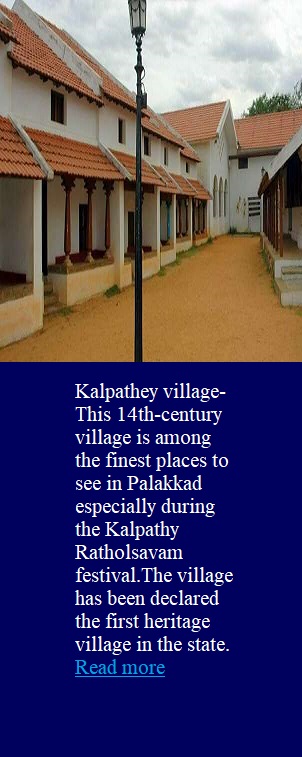 Kalpathey village-
This 14th-century
village is among
the finest places to
see in Palakkad
especially during
the Kalpathy
Ratholsavam
festival.The village
has been declared
the first heritage
village in the state.
Read more